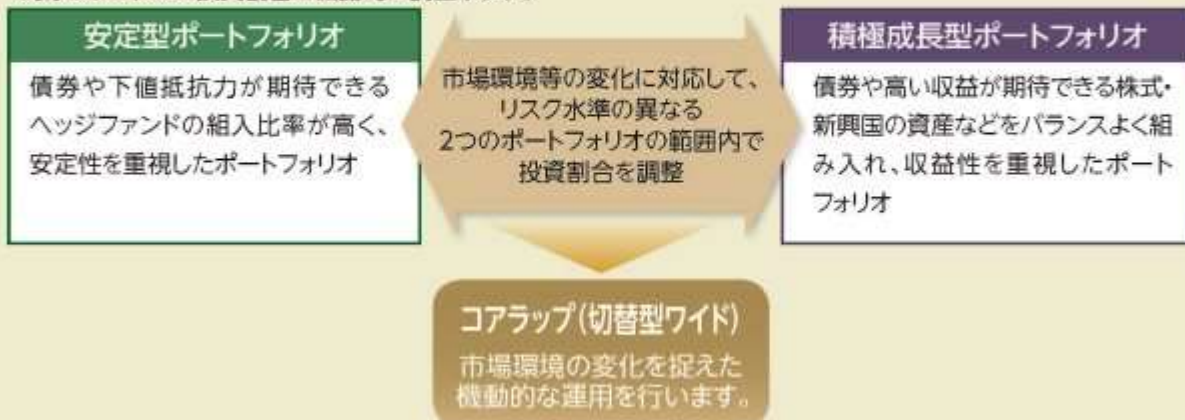 安定型ポートフォリオ
債券や下値抵抗力が期待できる
ヘッジファンドの組入比率が高く、
安定性を重視したポートフォリオ
市場環境等の変化に対応して、
リスク水準の異なる
2つのポートフォリオの範囲内で
投資割合を調整
積極成長型ポートフォリオ
債券や高い収益が期待できる株式・
新興国の資産などをバランスよく組
み入れ、収益性を重視したポート
フォリオ
コアラップ(切替型ワイド)
市場環境の変化を捉えた
機動的な運用を行います。